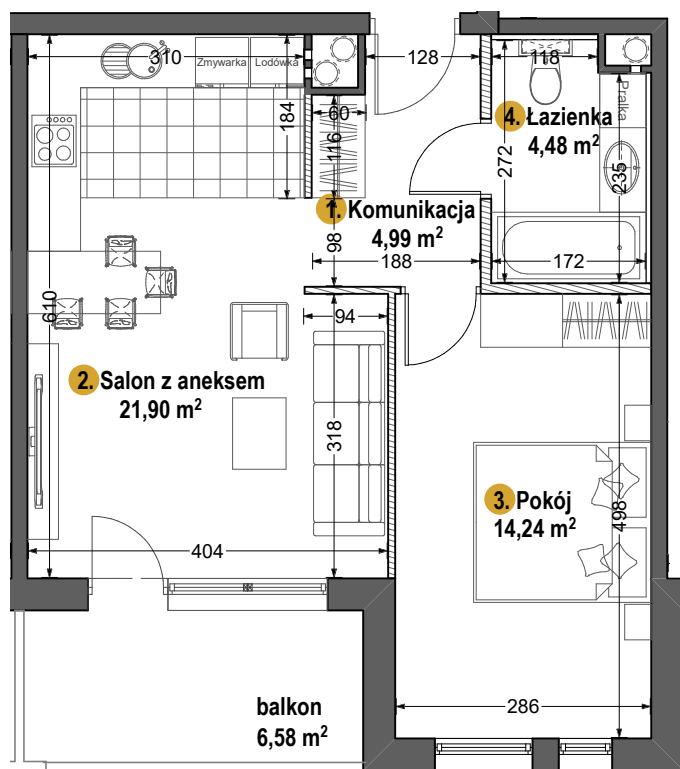 310
Zmywarka
Lodówka
128
118
Pralka
184
60
116
4. Łazienka
4,48 m²
272
235
1. Komunikacja
4,99 m²
98
188
172
610
94
2. Salon z aneksem
21,90 m²
318
3. Pokój
14,24 m²
498
404
286
balkon
6,58 m²